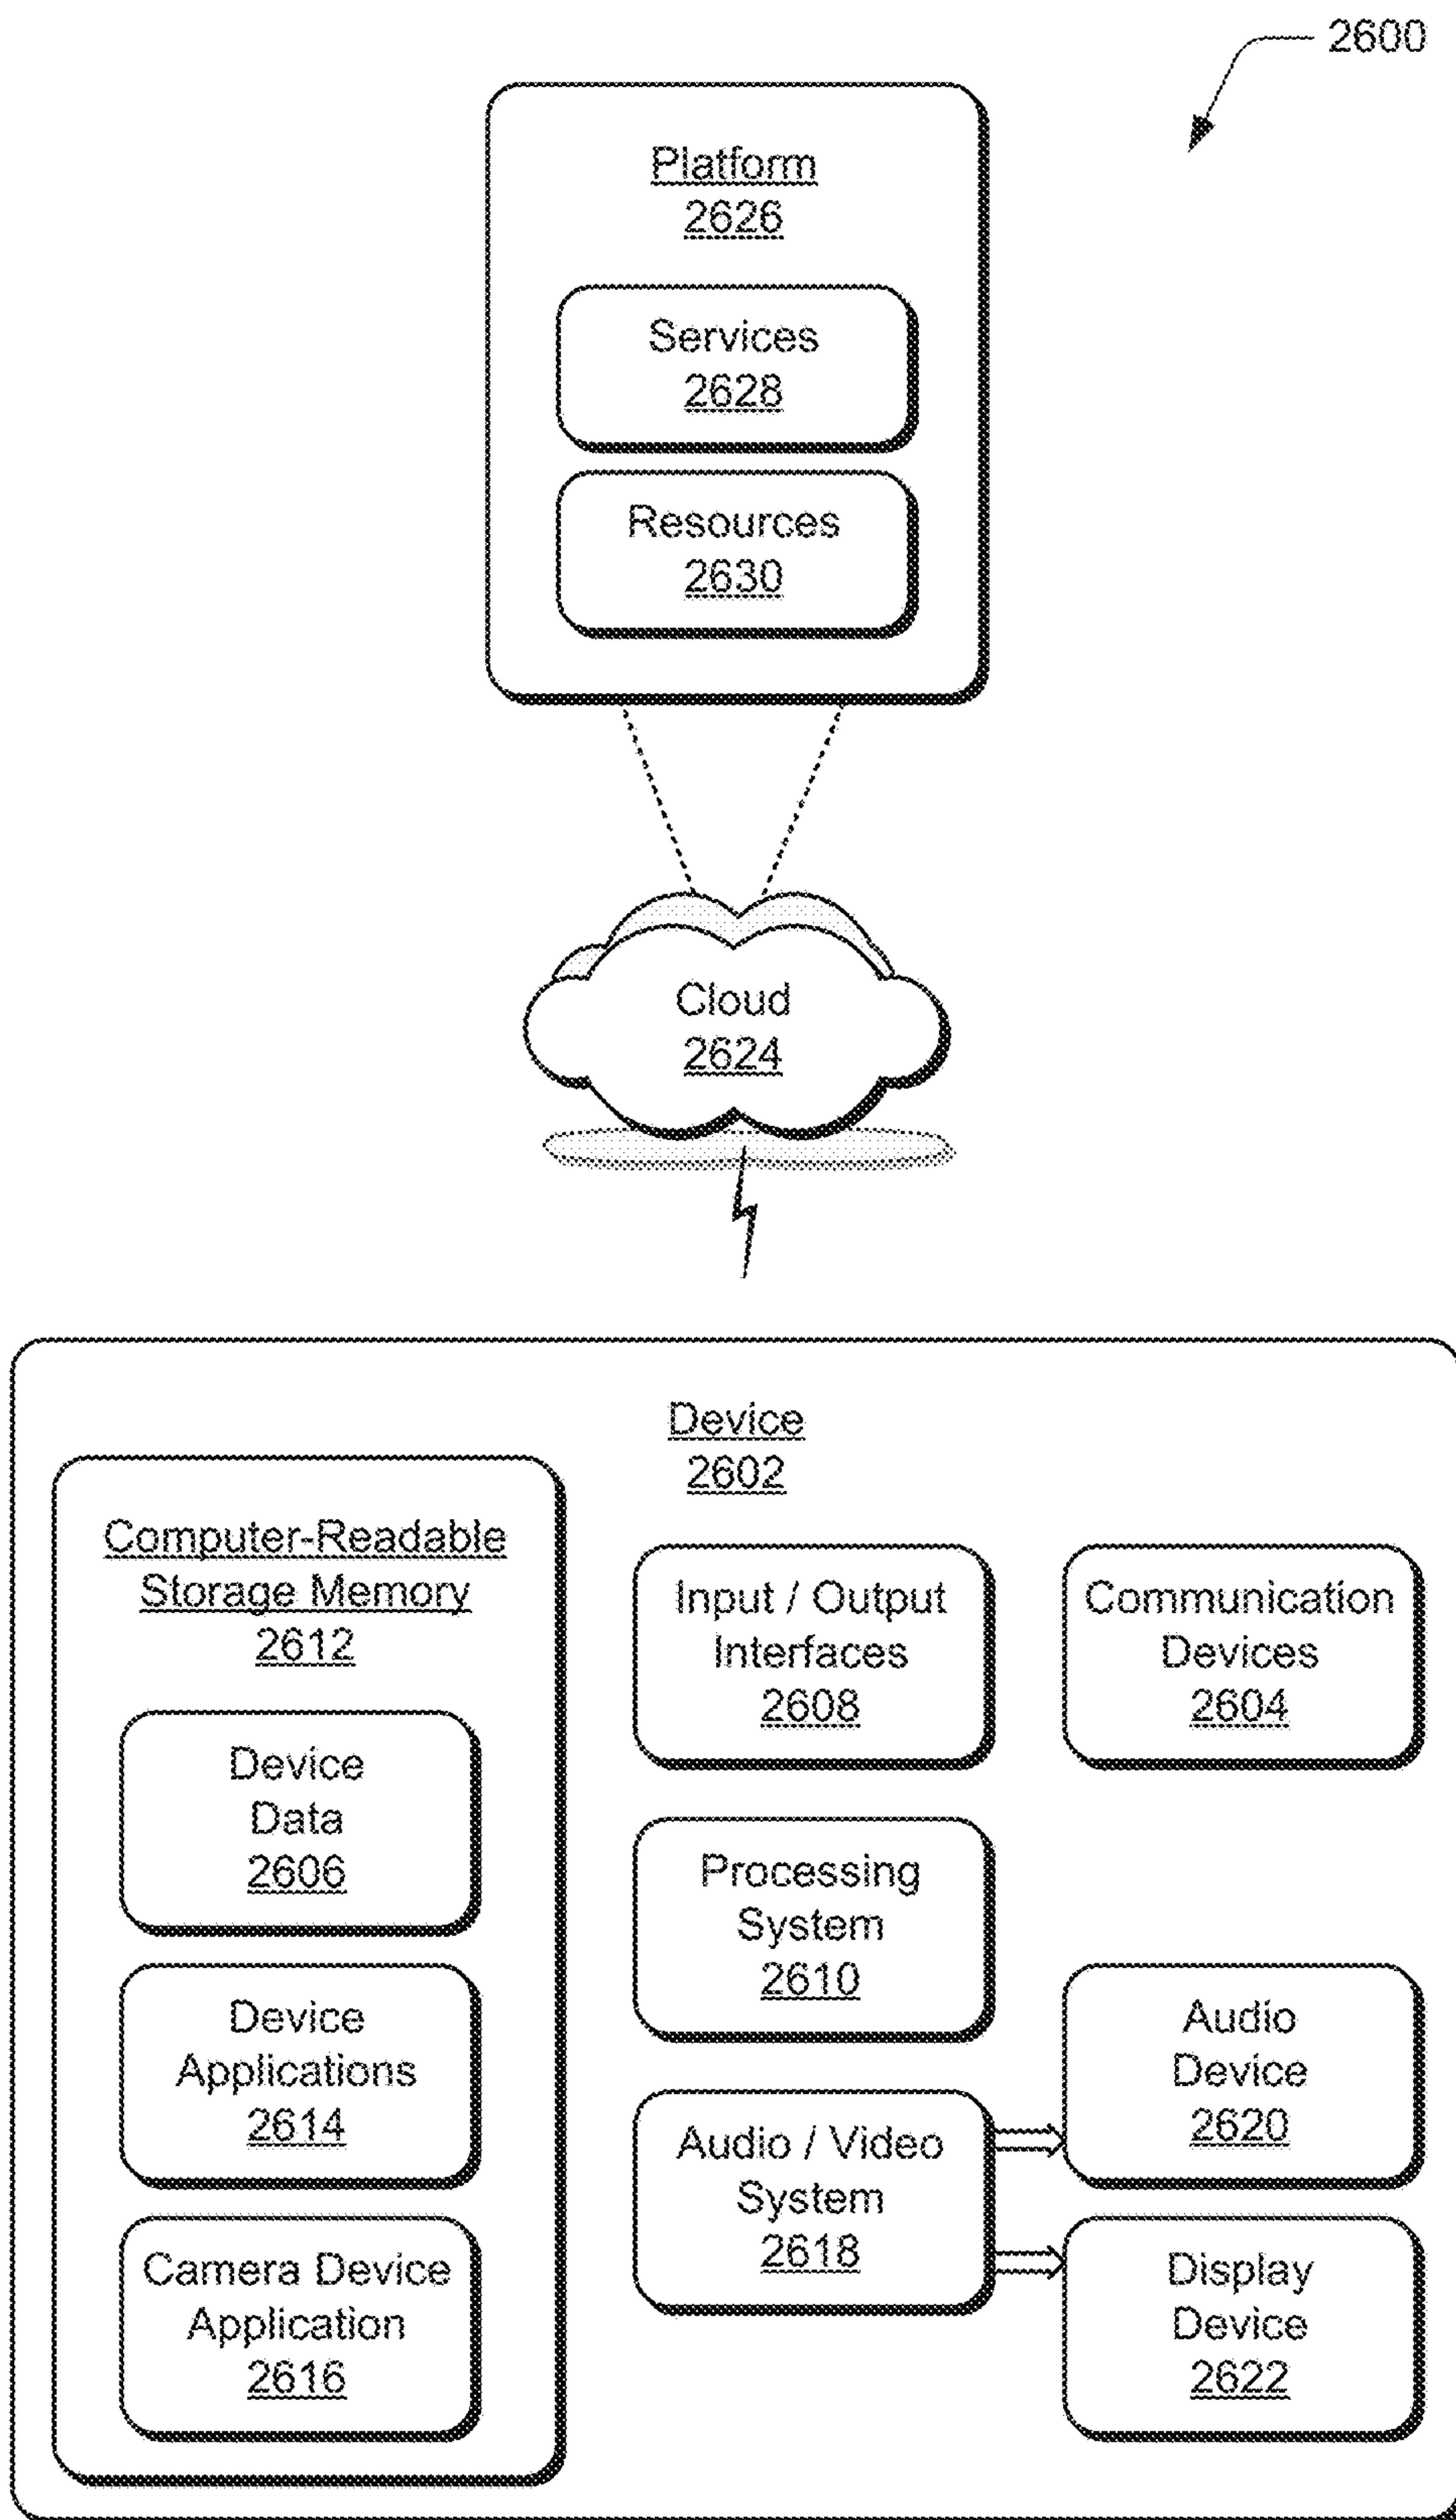 2600
Platform
2626
Services
2628
Resources
2630
Cloud
2624
Device
2602
Computer-Readable
Storage Memory
2612
Device
Data
2606
Device
Applications
2614
Camera Device
Application
2616
Input / Output
Interfaces
2608
Processing
System
2610
Audio / Video
System
2618
Communication
Devices
2604
Audio
Device
2620
Display
Device
2622